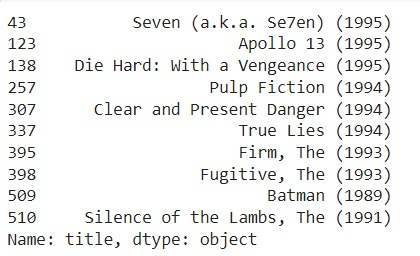 43 Seven (a.k.a. Se7en) (1995)
123 Apollo 13 (1995)
138 Die Hard: With a Vengeance (1995)
257 Pulp Fiction (1994)
307 Clear and Present Danger (1994)
337 True Lies (1994)
395 Firm, The (1993)
398 Fugitive, The (1993)
509 Batman (1989)
510 Silence of the Lambs, The (1991)
Name: title, dtype: object